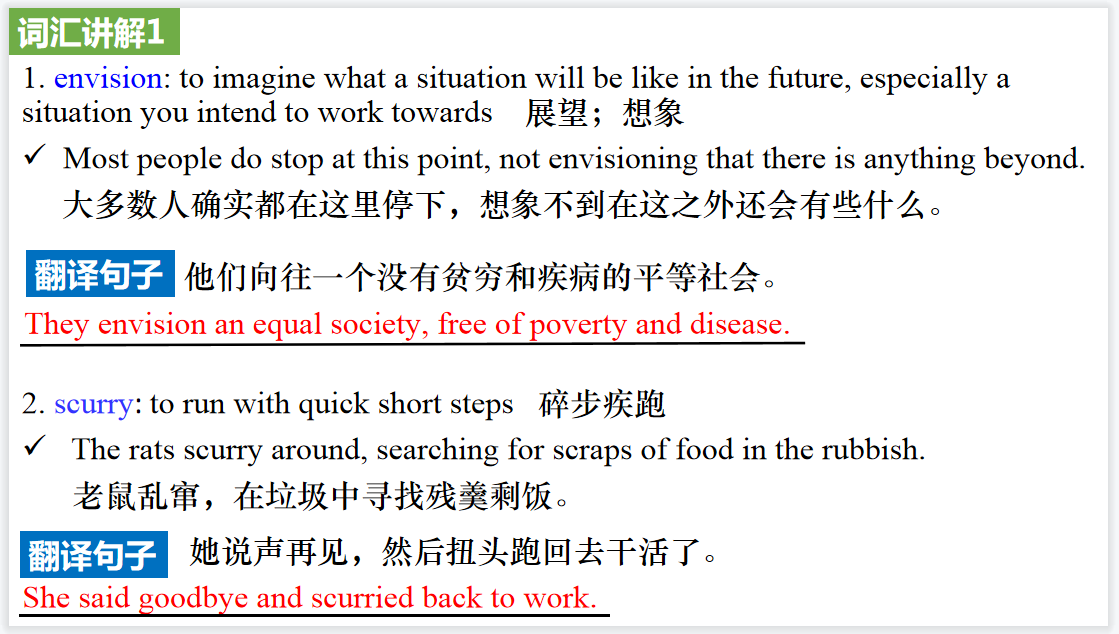 词汇讲解1
1. envision: to imagine what a situation will be like in the future, especially a
situation you intend to work towards 展望；想象
✓ Most people do stop at this point, not envisioning that there is anything beyond.
大多数人确实都在这里停下，想象不到在这之外还会有些什么。
翻译句子 他们向往一个没有贫穷和疾病的平等社会。
They envision an equal society, free of poverty and disease.
2. scurry: to run with quick short steps 碎步疾跑
✓ The rats scurry around, searching for scraps of food in the rubbish.
老鼠乱窜，在垃圾中寻找残羹剩饭。
翻译句子 她说声再见，然后扭头跑回去干活了。
She said goodbye and scurried back to work.